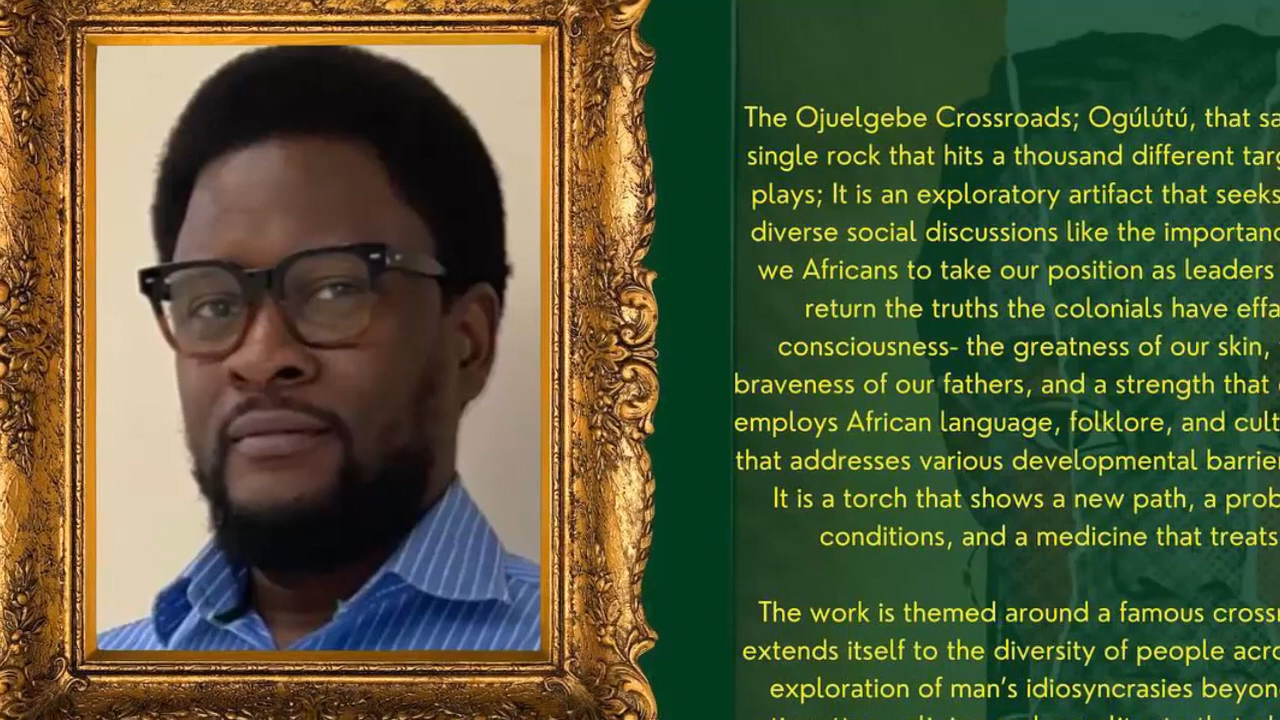 The Ojuelgebe Crossroads; Ogúlútú, that sa
single rock that hits a thousand different targ
plays; It is an exploratory artifact that seeks
diverse social discussions like the importanc
we Africans to take our position as leaders
return the truths the colonials have effa
consciousness- the greatness of our skin,
braveness of our fathers, and a strength that
employs African language, folklore, and cult
that addresses various developmental barrier
It is a torch that shows a new path, a prob
conditions, and a medicine that treats
The work is themed around a famous cross
extends itself to the diversity of people acro
exploration of man's idiosyncrasies beyon